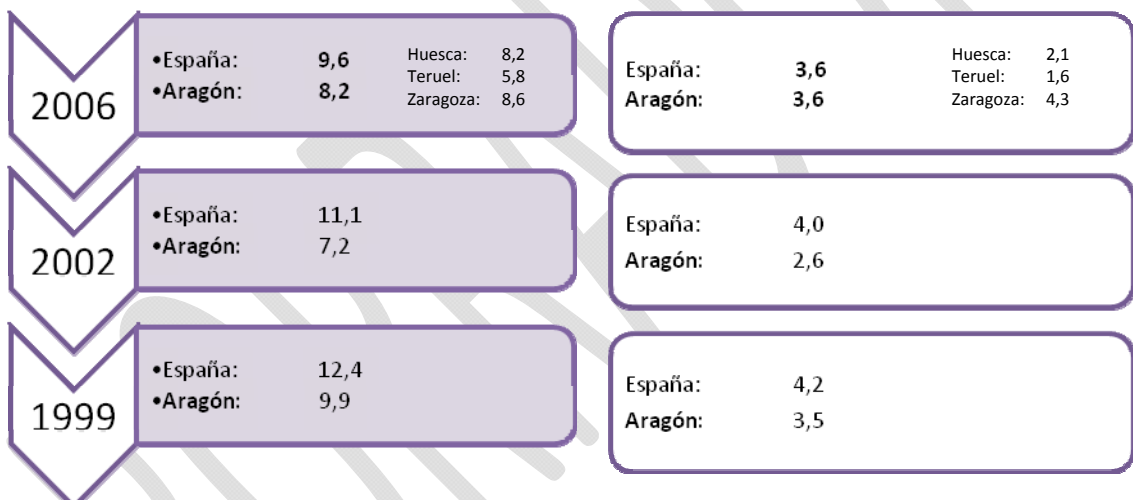 2006
•España: 9,6
•Aragón: 8,2
Huesca: 8,2
Teruel: 5,8
Zaragoza: 8,6
España: 3,6
Aragón: 3,6
Huesca: 2,1
Teruel: 1,6
Zaragoza: 4,3
2002
•España: 11,1
•Aragón: 7,2
España: 4,0
Aragón: 2,6
1999
•España: 12,4
•Aragón: 9,9
España: 4,2
Aragón: 3,5